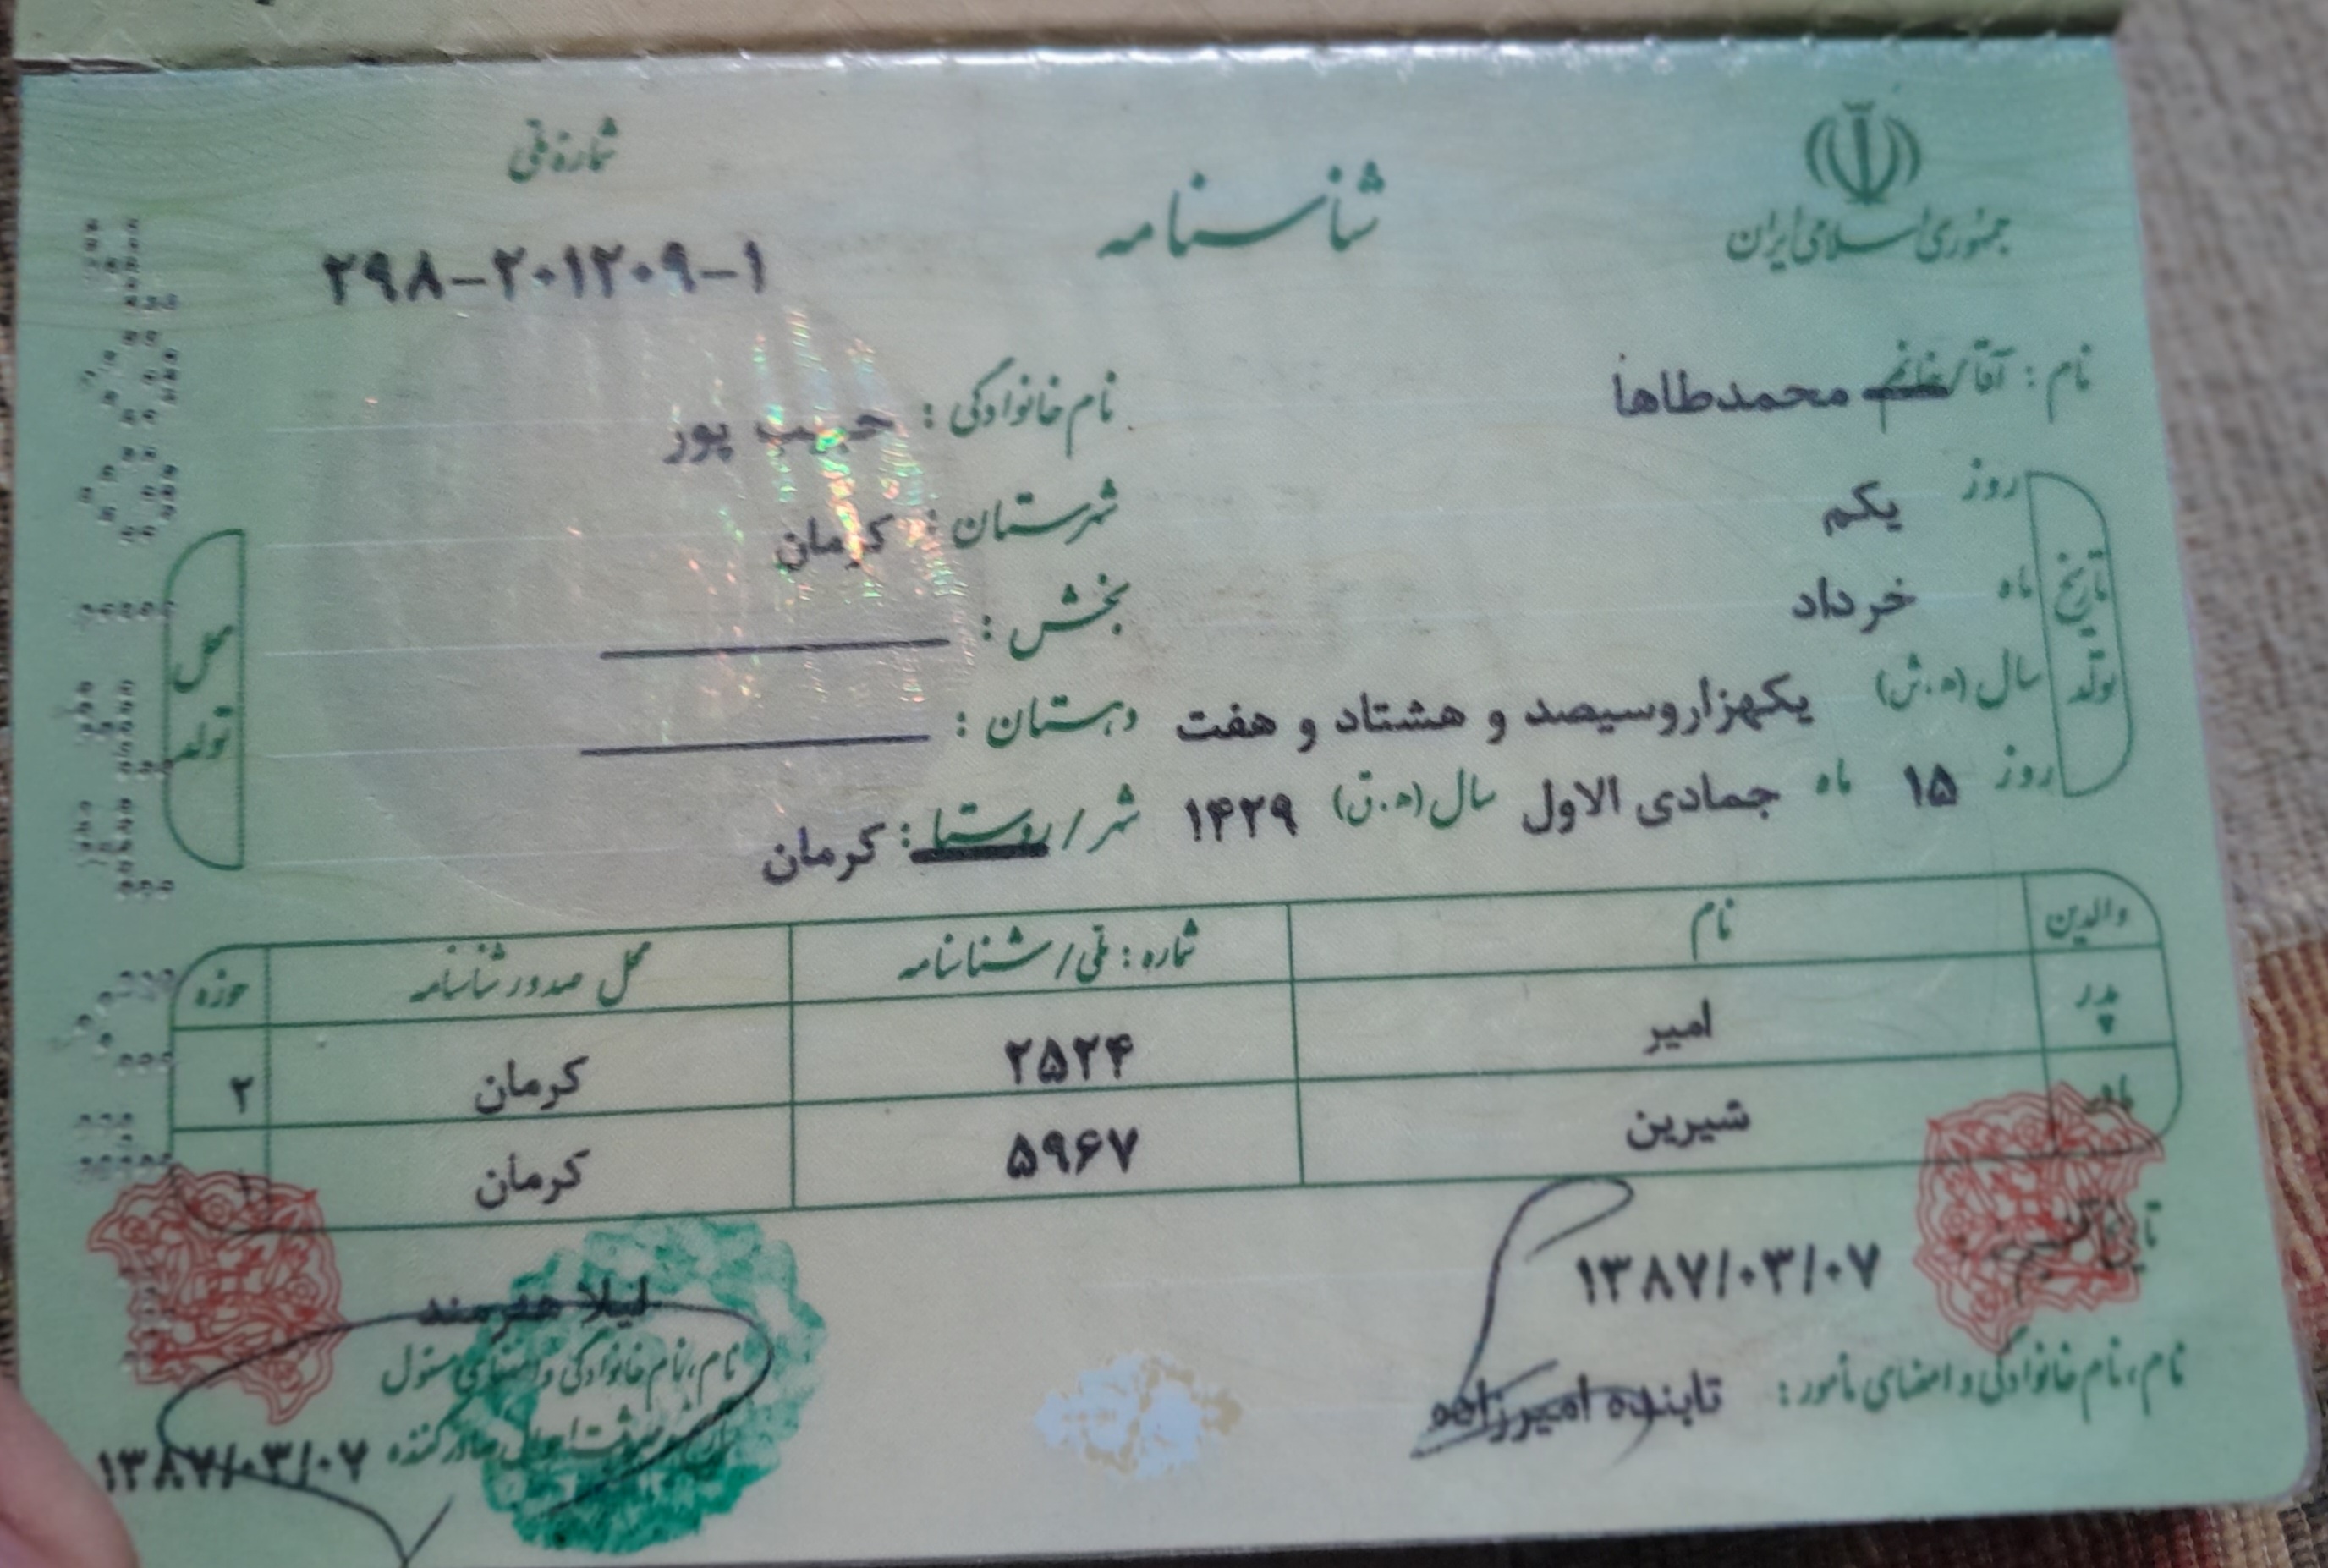 جمهوری اسلامی ایران
شناسنامه
شماره ملی
۲۹۸-۲۰۱۲۰۹-۱
نام : آقا/خانم محمدطاها
نام خانوادگی : حبیب پور
تاریخ تولد
روز یکم
شهرستان : کرمان
ماه خرداد
بخش :
سال (ه.ش) یکهزاروسیصد و هشتاد و هفت
دهستان :
روز ۱۵ ماه جمادی الاول سال (ه.ق) ۱۴۲۹
شهر/روستا : کرمان
محل تولد
والدین نام شماره : ملی/شناسنامه محل صدور شناسنامه حوزه
پدر امیر ۲۵۲۴ کرمان ۲
مادر شیرین ۵۹۶۷ کرمان
۱۳۸۷/۰۳/۰۷
نام، نام خانوادگی و امضای مأمور : تابنده امیرزاده
لیلا هنرمند
نام، نام خانوادگی و امضای مسئول
ثبت احوال صادر کننده ۱۳۸۷/۰۳/۰۷